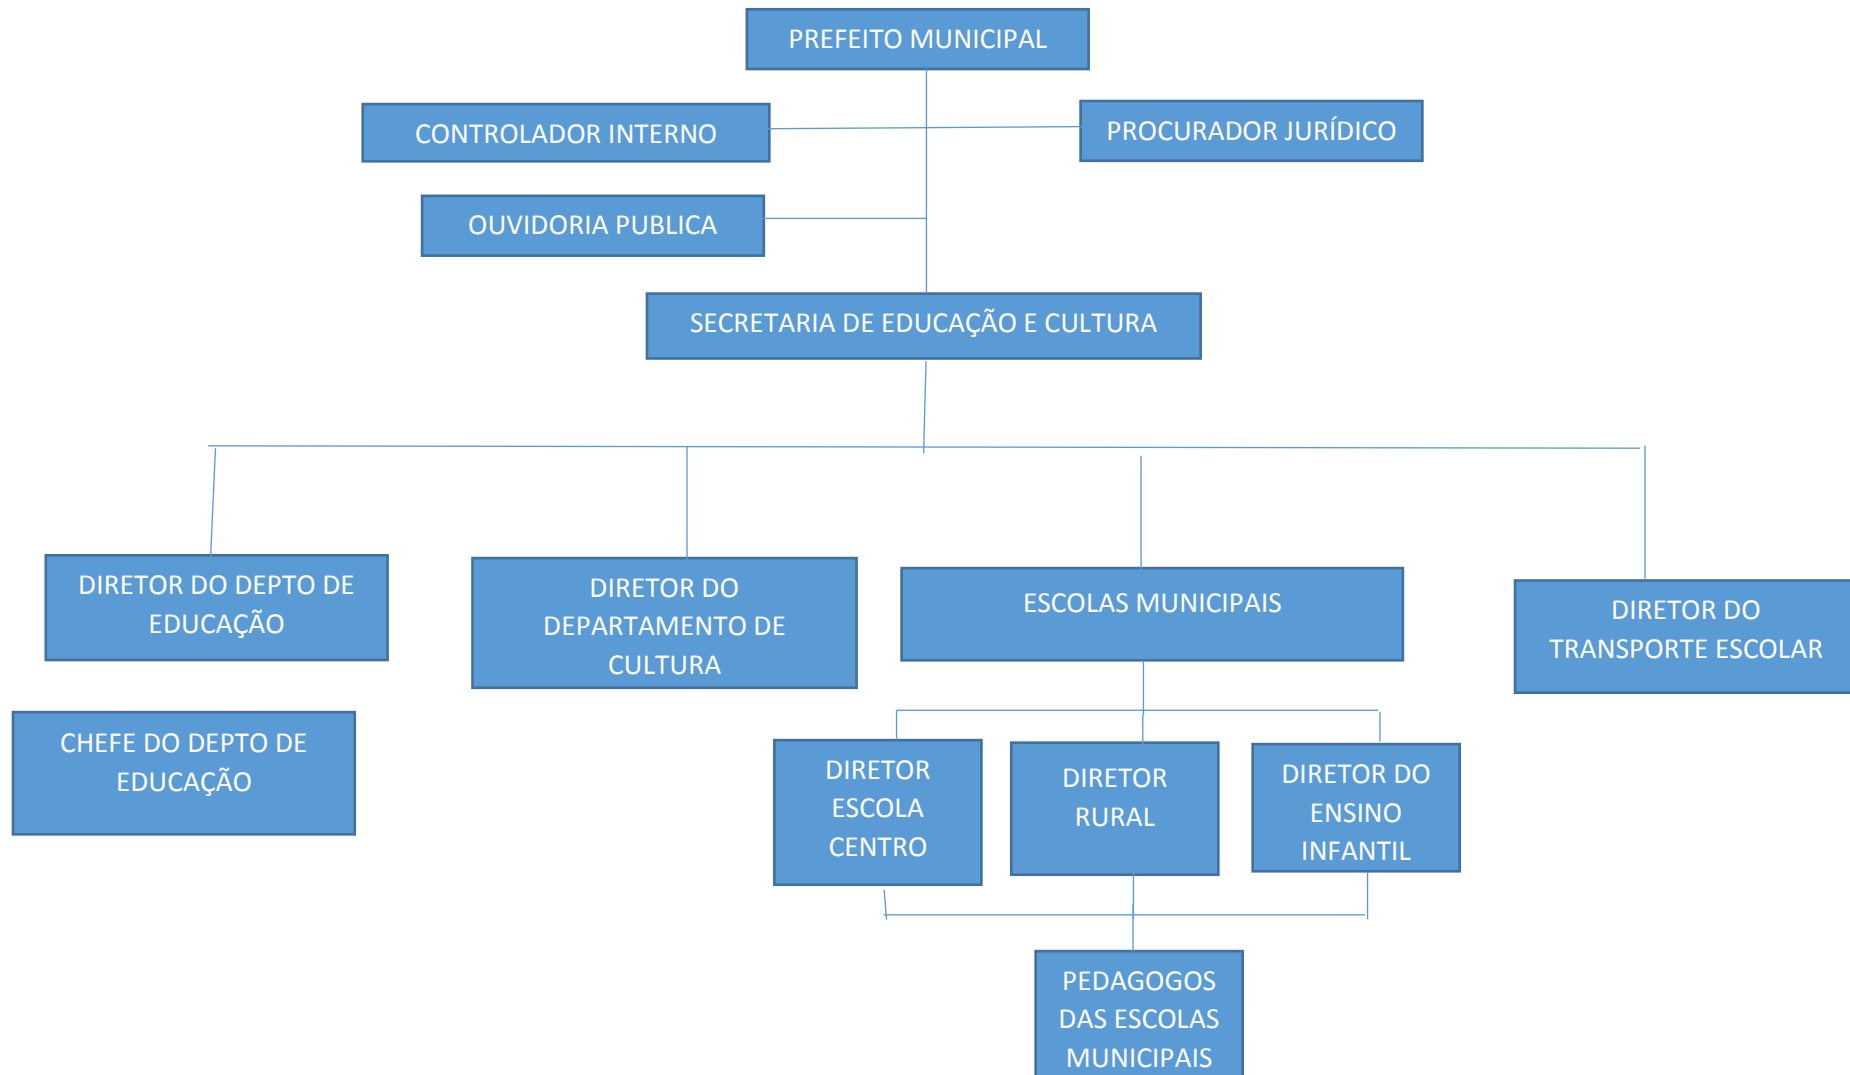 PREFEITO MUNICIPAL
CONTROLADOR INTERNO
PROCURADOR JURÍDICO
OUVIDORIA PUBLICA
SECRETARIA DE EDUCAÇÃO E CULTURA
DIRETOR DO DEPTO DE
EDUCAÇÃO
DIRETOR DO
DEPARTAMENTO DE
CULTURA
ESCOLAS MUNICIPAIS
DIRETOR DO
TRANSPORTE ESCOLAR
CHEFE DO DEPTO DE
EDUCAÇÃO
DIRETOR
ESCOLA
CENTRO
DIRETOR
RURAL
DIRETOR DO
ENSINO
INFANTIL
PEDAGOGOS
DAS ESCOLAS
MUNICIPAIS